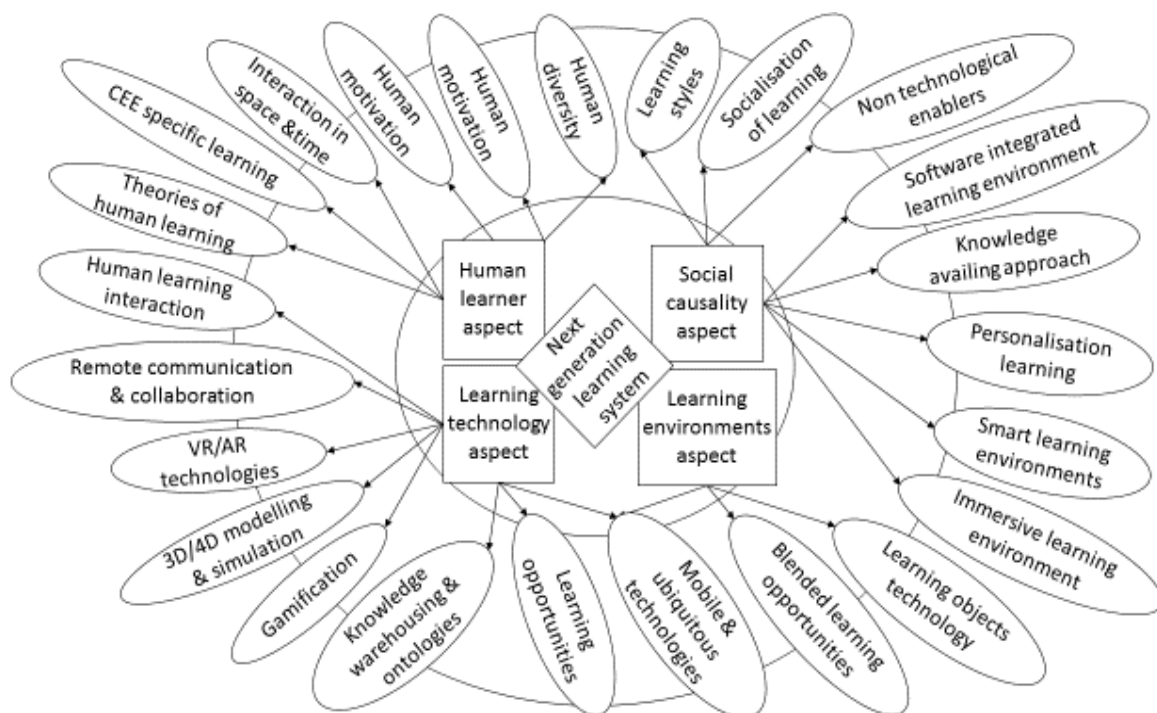 Interaction in
space &time
Human
motivation
Human
motivation
Human
diversity
Learning
styles
Socialisation
of learning
Non technological
enablers
CEE specific learning
Software integrated
learning environment
Theories of
human learning
Knowledge
availing approach
Human learning
interaction
Human
learner
aspect
Social
causality
aspect
Next
generation
learning
system
Personalisation
learning
Remote communication
& collaboration
Learning
technology
aspect
Learning
environments
aspect
Smart learning
environments
VR/AR
technologies
3D/4D modelling
& simulation
Immersive learning
environment
Gamification
Knowledge
warehousing &
ontologies
Learning
opportunities
Mobile &
ubiquitous
technologies
Blended learning
opportunities
Learning objects
technology